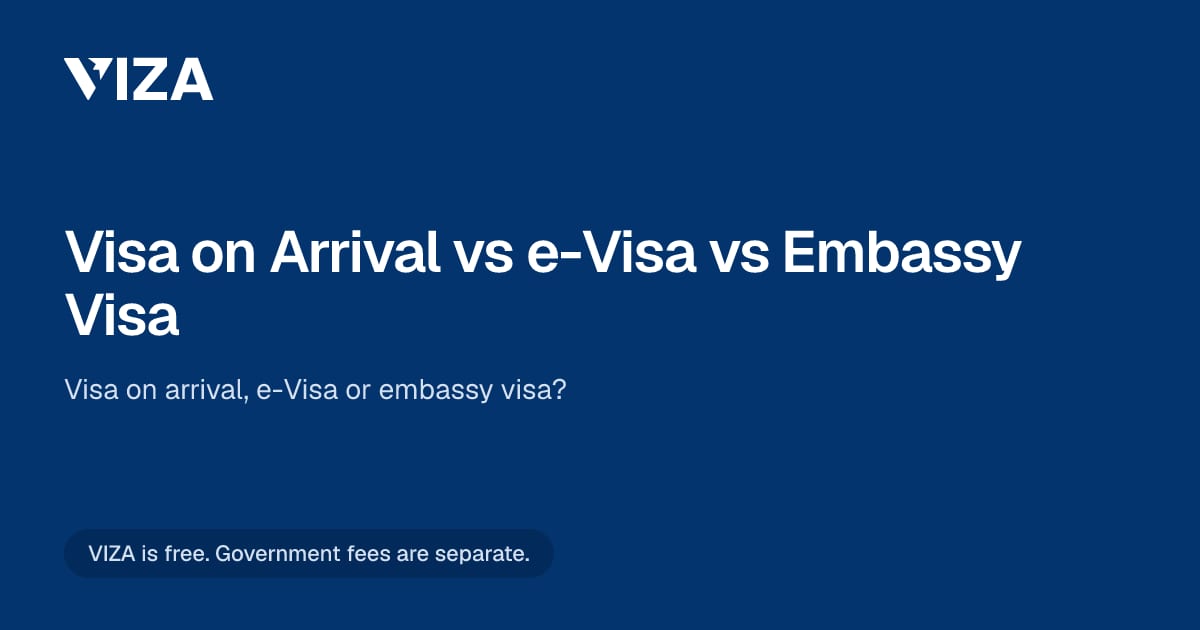 VIZA
Visa on Arrival vs e-Visa vs Embassy
Visa
Visa on arrival, e-Visa or embassy visa?
VIZA is free. Government fees are separate.